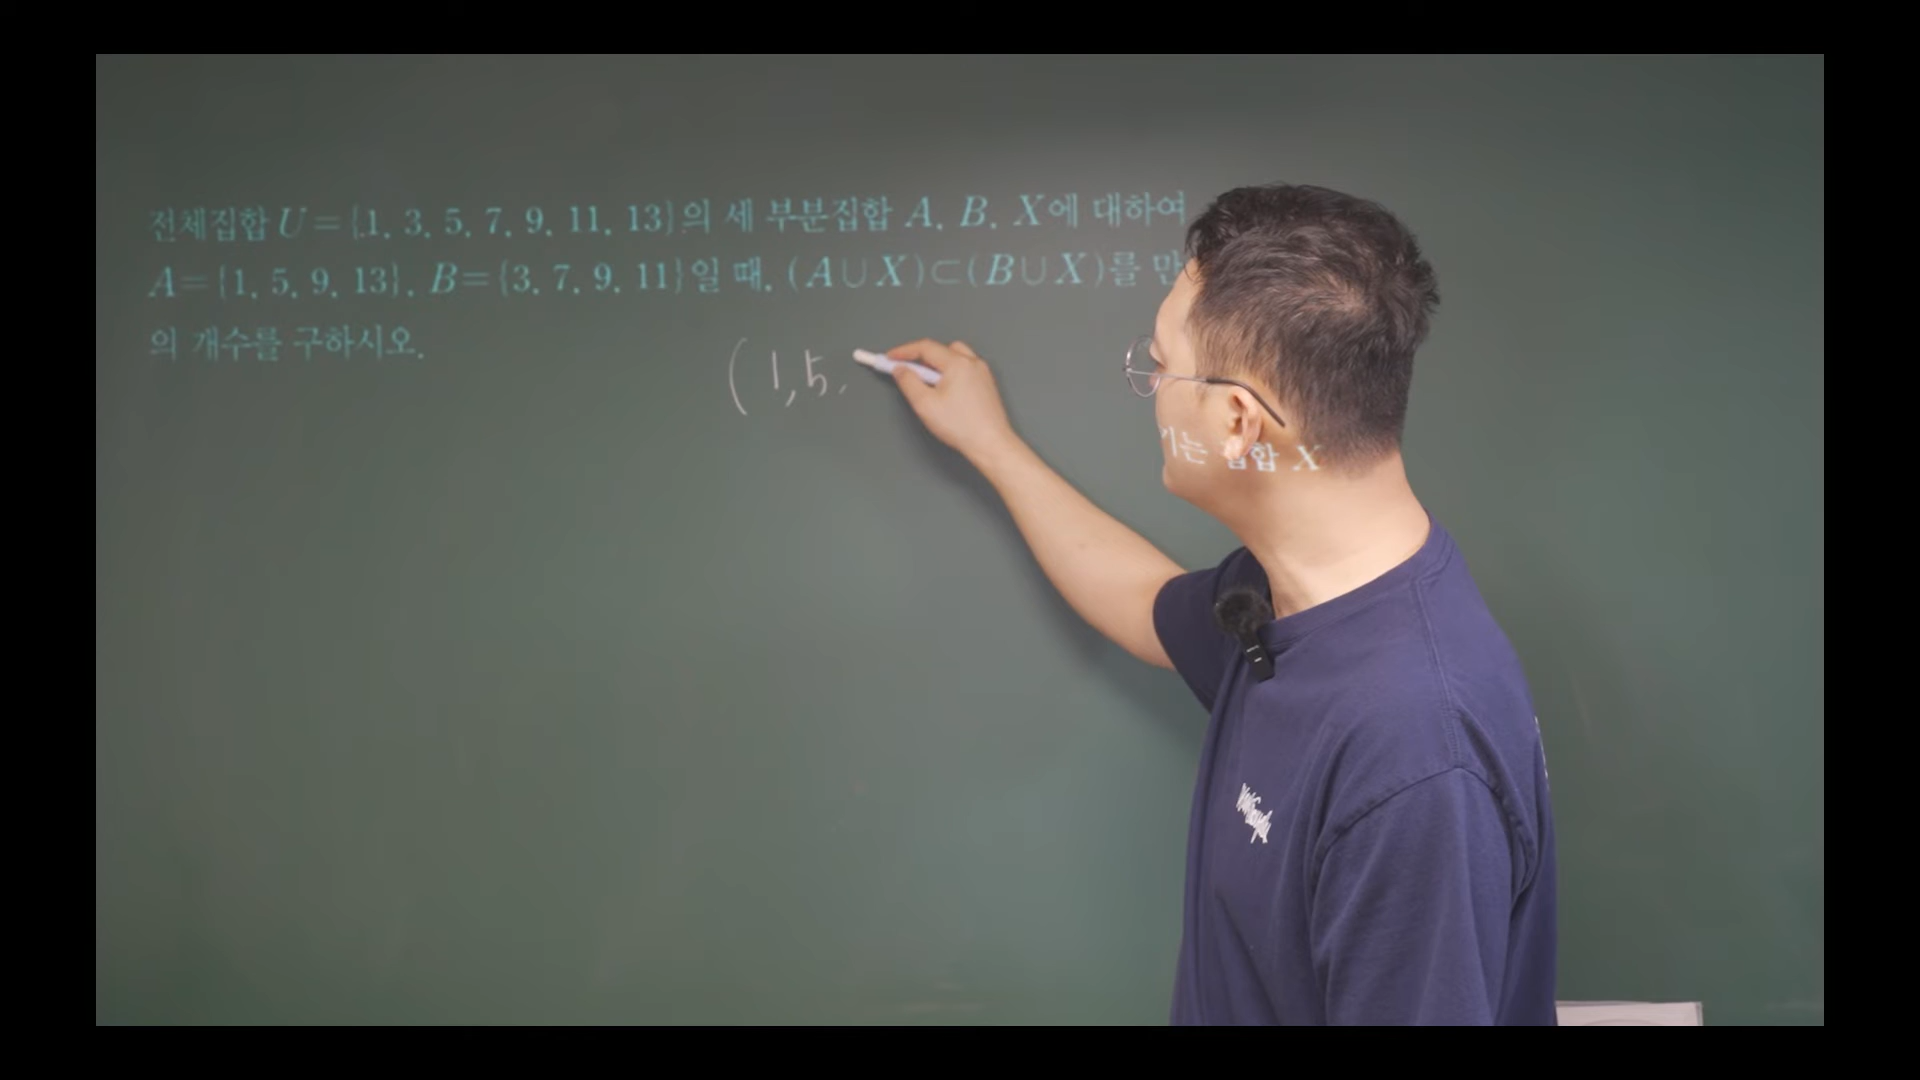 전체집합 U={1, 3, 5, 7, 9, 11, 13}의 세 부분집합 A, B, X에 대하여
A={1, 5, 9, 13}, B={3, 7, 9, 11}일 때, (A∪X)⊂(B∪X)를 만
의 개수를 구하시오.
(1, 5,
는 집합 X